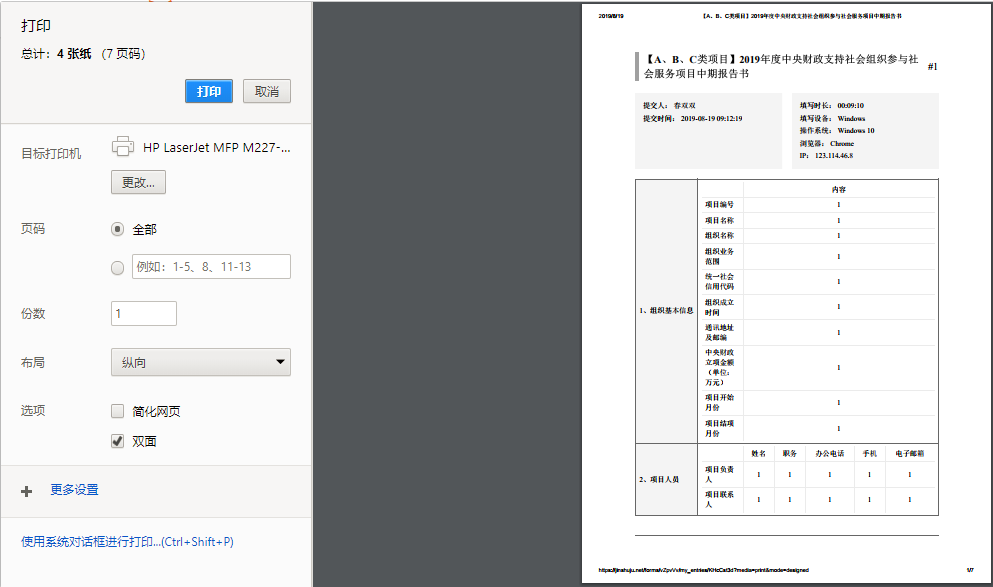 打印
总计：4 张纸 （7 页码）
打印 取消
目标打印机 HP LaserJet MFP M227-...
更改...
页码 全部
例如：1-5、8、11-13
份数 1
布局 纵向
选项 简化网页
双面
更多设置
使用系统对话框进行打印...(Ctrl+Shift+P)
2019/8/19 【A、B、C类项目】2019年度中央财政支持社会组织参与社会服务项目中期报告书
【A、B、C类项目】2019年度中央财政支持社会组织参与社
会服务项目中期报告书
#1
提交人： 春双双
提交时间： 2019-08-19 09:12:19
填写时长： 00:09:10
填写设备： Windows
操作系统： Windows 10
浏览器： Chrome
IP： 123.114.46.8
1、组织基本信息
内容
项目编号 1
项目名称 1
组织名称 1
组织业务
范围 1
统一社会
信用代码 1
组织成立
时间 1
通讯地址
及邮编 1
中央财政
立项金额
（单位：
万元） 1
项目开始
月份 1
项目结项
月份 1
2、项目人员
姓名 职务 办公电话 手机 电子邮箱
项目负责
人 1 1 1 1 1
项目联系
人 1 1 1 1 1
1/7